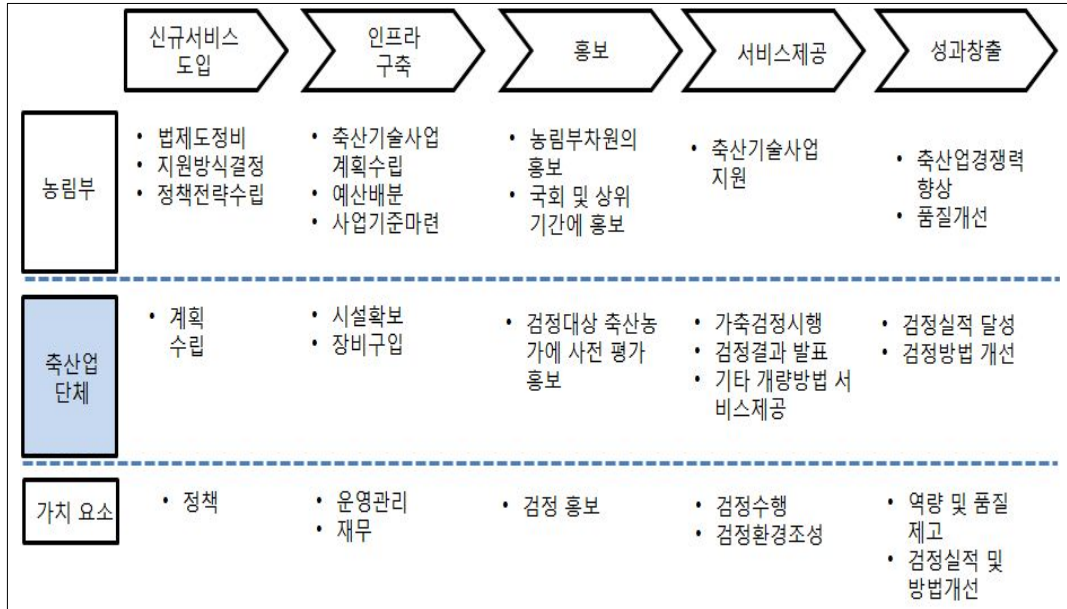 신규서비스
도입
인프라
구축
홍보
서비스제공
성과창출
농림부
• 법제도정비
• 지원방식결정
• 정책전략수립
• 축산기술사업
계획수립
• 예산배분
• 사업기준마련
• 농림부차원의
홍보
• 국회 및 상위
기간에 홍보
• 축산기술사업
지원
• 축산업경쟁력
향상
• 품질개선
축산업
단체
• 계획
수립
• 시설확보
• 장비구입
• 검정대상 축산농
가에 사전 평가
홍보
• 가축검정시행
• 검정결과 발표
• 기타 개량방법 서
비스제공
• 검정실적 달성
• 검정방법 개선
가치 요소
• 정책
• 운영관리
• 재무
• 검정 홍보
• 검정수행
• 검정환경조성
• 역량 및 품질
제고
• 검정실적 및
방법개선